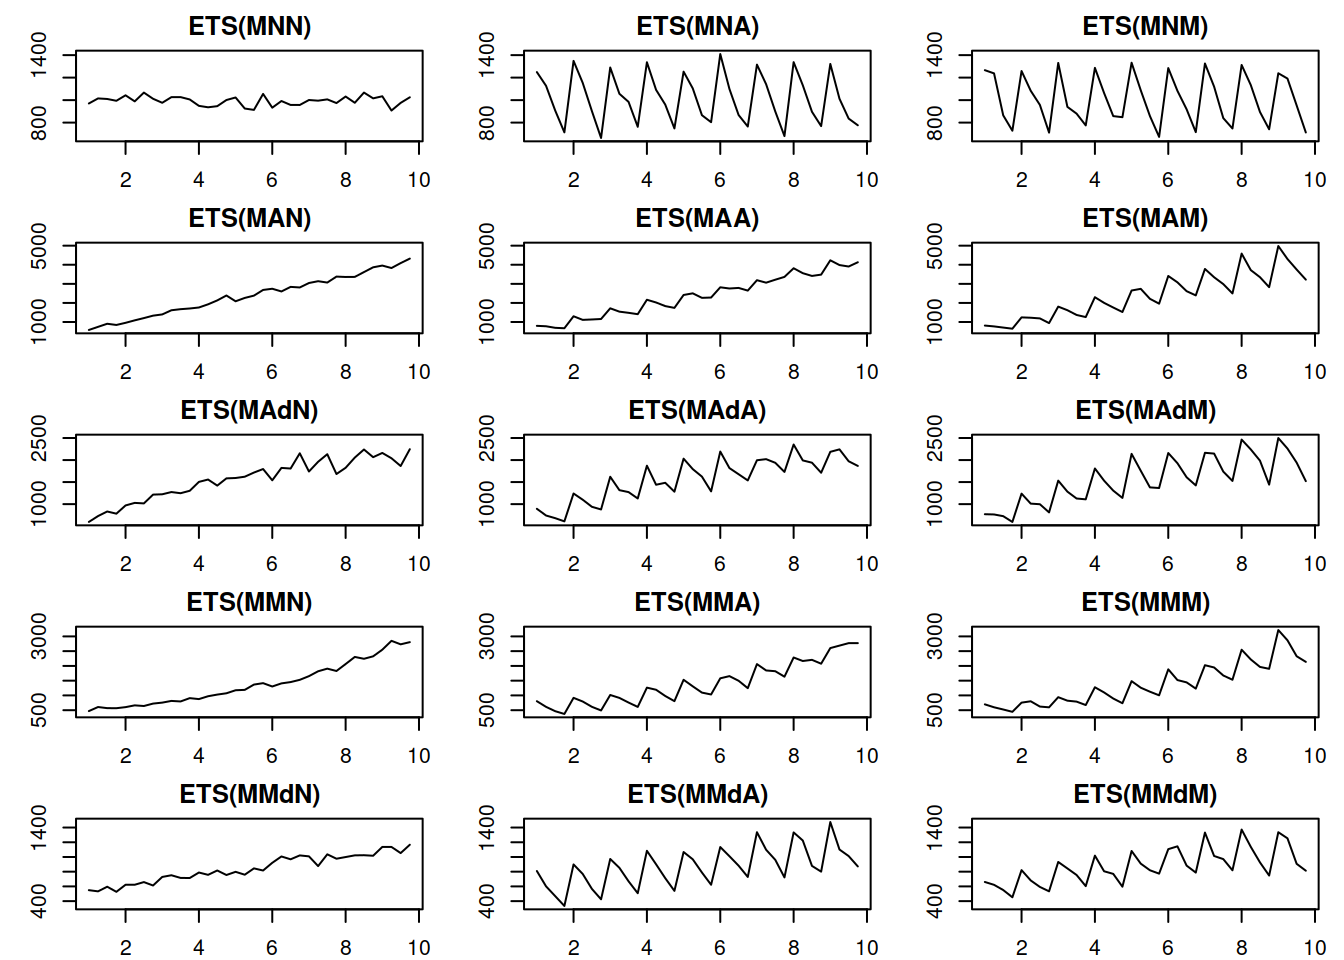 ETS(MNN) ETS(MNA) ETS(MNM)
1400 1400 1400
800 800 800
2 4 6 8 10 2 4 6 8 10 2 4 6 8 10
ETS(MAN) ETS(MAA) ETS(MAM)
5000 5000 5000
1000 1000 1000
2 4 6 8 10 2 4 6 8 10 2 4 6 8 10
ETS(MAdN) ETS(MAdA) ETS(MAdM)
2500 2500 2500
1000 1000 1000
2 4 6 8 10 2 4 6 8 10 2 4 6 8 10
ETS(MMN) ETS(MMA) ETS(MMM)
3000 3000 3000
500 500 500
2 4 6 8 10 2 4 6 8 10 2 4 6 8 10
ETS(MMdN) ETS(MMdA) ETS(MMdM)
1400 1400 1400
400 400 400
2 4 6 8 10 2 4 6 8 10 2 4 6 8 10